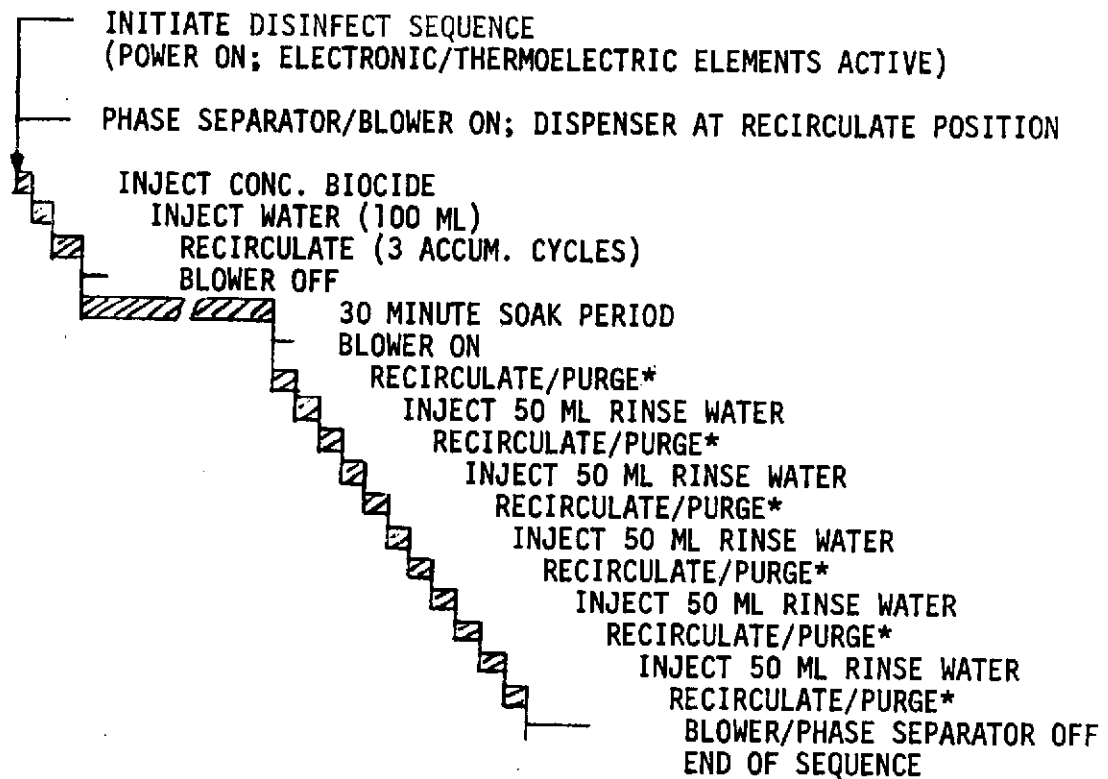 INITIATE DISINFECT SEQUENCE
(POWER ON; ELECTRONIC/THERMOELECTRIC ELEMENTS ACTIVE)
PHASE SEPARATOR/BLOWER ON; DISPENSER AT RECIRCULATE POSITION
INJECT CONC. BIOCIDE
INJECT WATER (100 ML)
RECIRCULATE (3 ACCUM. CYCLES)
BLOWER OFF
30 MINUTE SOAK PERIOD
BLOWER ON
RECIRCULATE/PURGE*
INJECT 50 ML RINSE WATER
RECIRCULATE/PURGE*
INJECT 50 ML RINSE WATER
RECIRCULATE/PURGE*
INJECT 50 ML RINSE WATER
RECIRCULATE/PURGE*
INJECT 50 ML RINSE WATER
RECIRCULATE/PURGE*
INJECT 50 ML RINSE WATER
RECIRCULATE/PURGE*
BLOWER/PHASE SEPARATOR OFF
END OF SEQUENCE